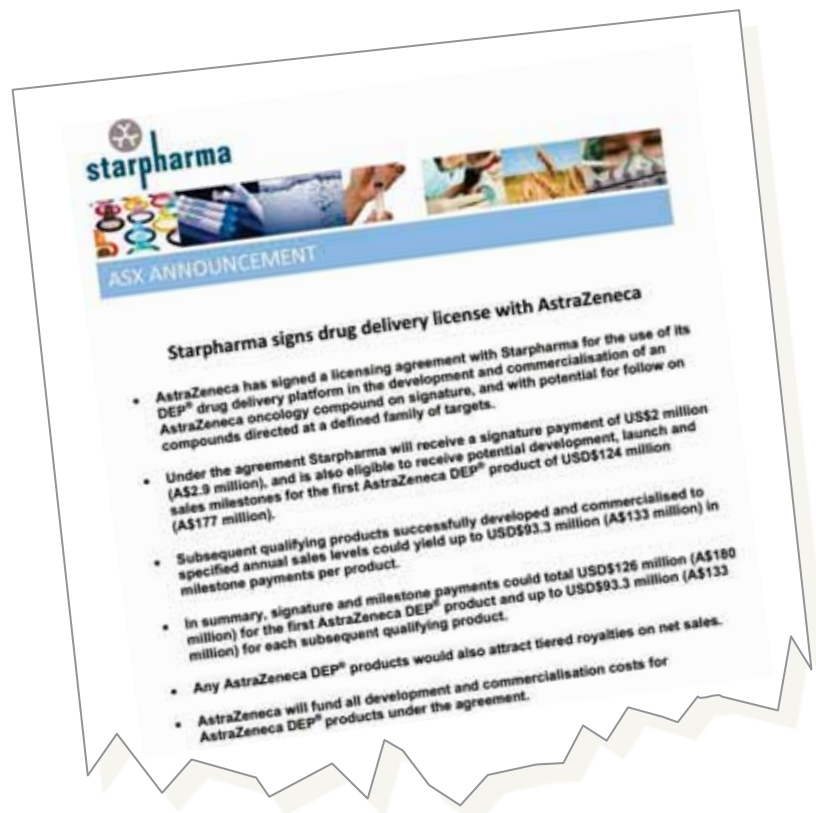 starpharma
ASX ANNOUNCEMENT
Starpharma signs drug delivery license with AstraZeneca
• AstraZeneca has signed a licensing agreement with Starpharma for the use of its
DEP® drug delivery platform in the development and commercialisation of an
AstraZeneca oncology compound on signature, and with potential for follow on
compounds directed at a defined family of targets.
• Under the agreement Starpharma will receive a signature payment of US$2 million
(A$2.9 million), and is also eligible to receive potential development, launch and
sales milestones for the first AstraZeneca DEP® product of USD$124 million
(A$177 million).
• Subsequent qualifying products successfully developed and commercialised to
specified annual sales levels could yield up to USD$93.3 million (A$133 million) in
milestone payments per product.
• In summary, signature and milestone payments could total USD$126 million (A$180
million) for the first AstraZeneca DEP® product and up to USD$93.3 million (A$133
million) for each subsequent qualifying product.
• Any AstraZeneca DEP® products would also attract tiered royalties on net sales.
• AstraZeneca will fund all development and commercialisation costs for
AstraZeneca DEP® products under the agreement.